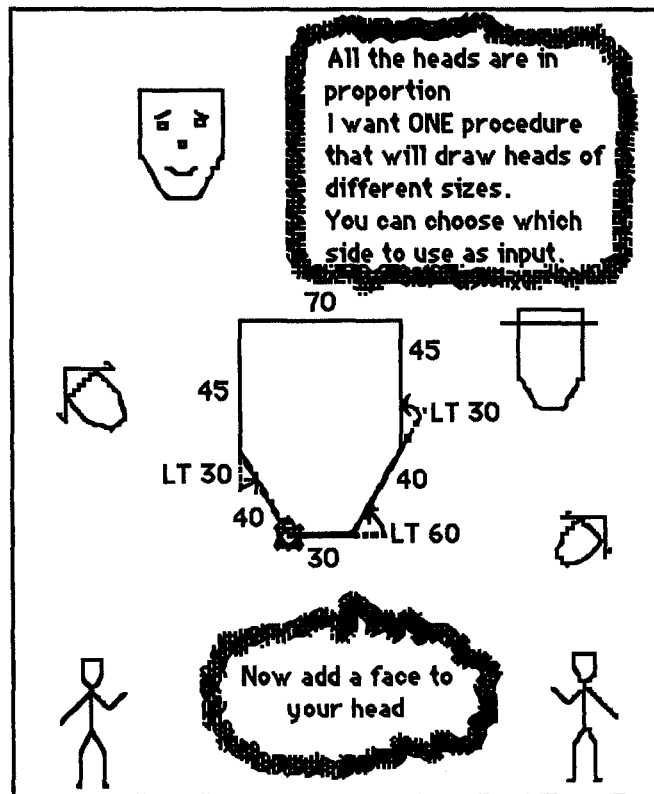 All the heads are in
proportion
I want ONE procedure
that will draw heads of
different sizes.
You can choose which
side to use as input.
70
45
45
LT 30
LT 30
40
40
LT 60
30
Now add a face to
your head